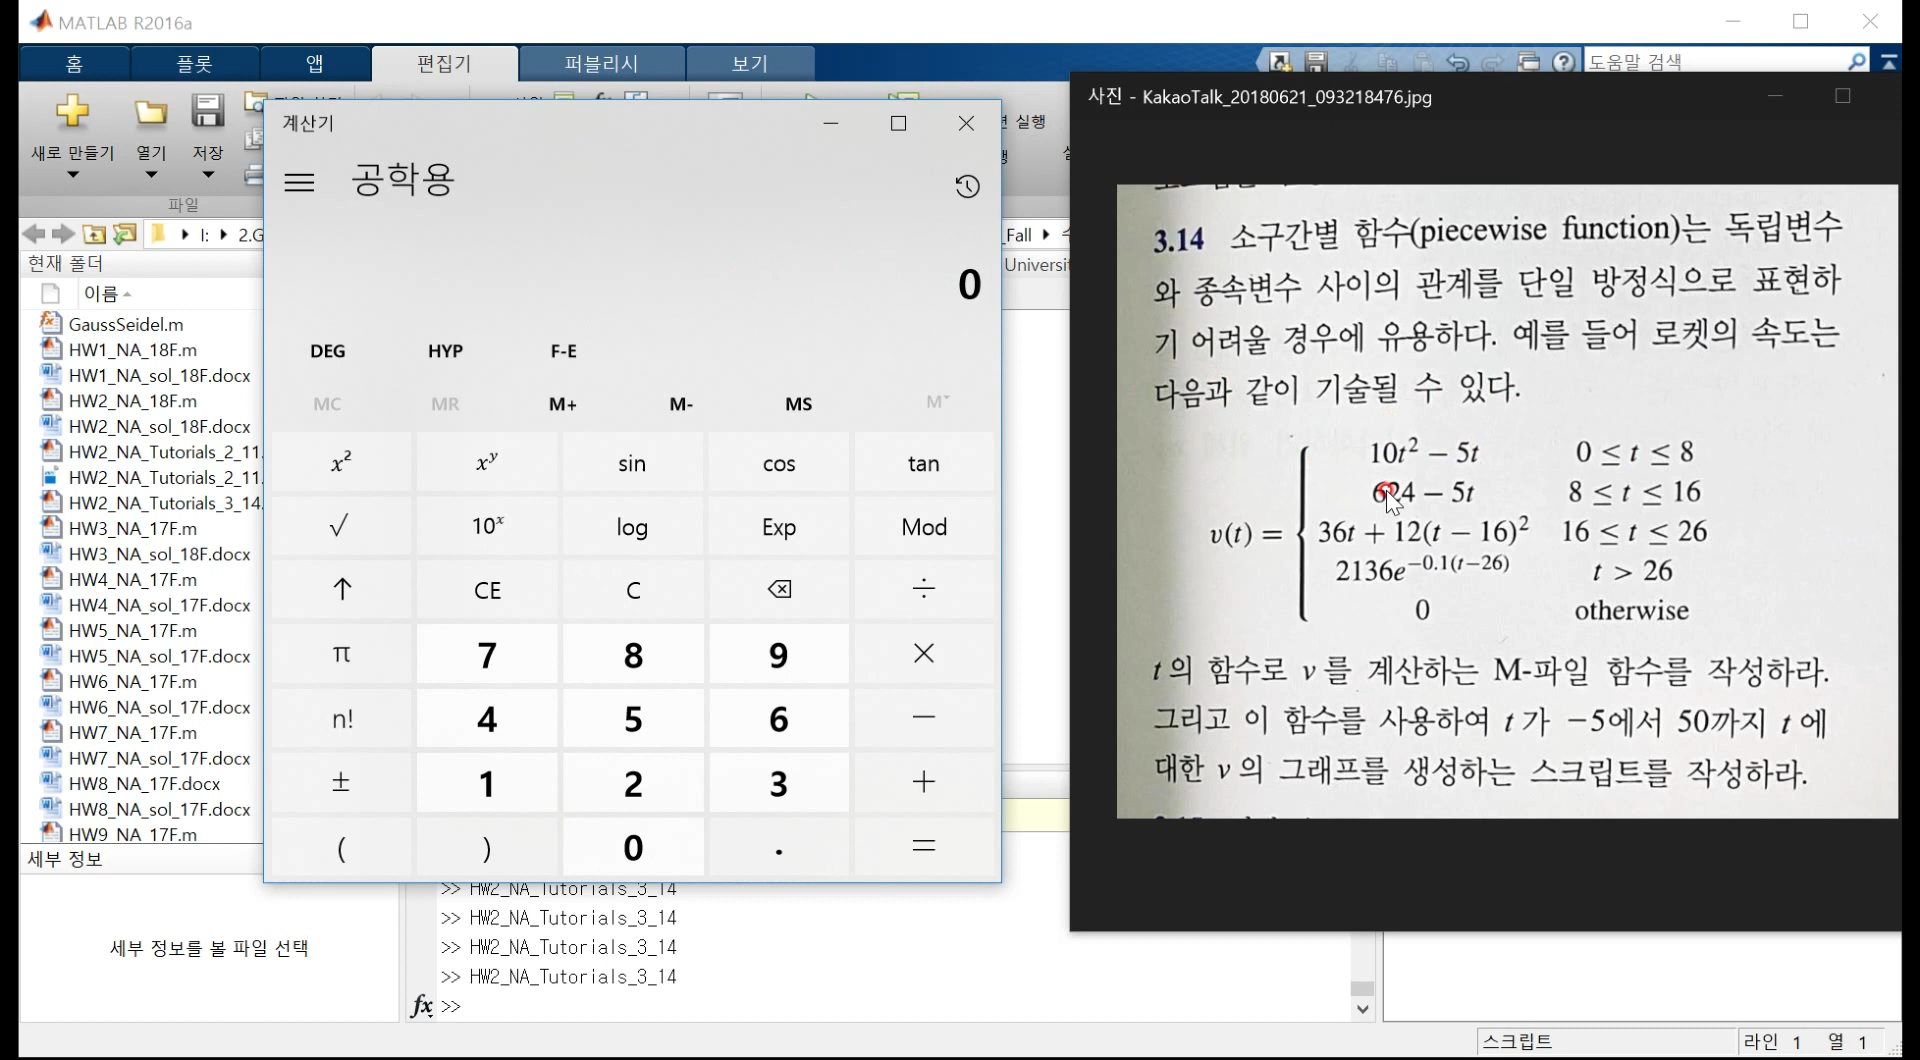 MATLAB R2016a
홈 플롯 앱 편집기 퍼블리시 보기
도움말 검색
새로 만들기 열기 저장
파일
실행
I: 2.G
Fall
현재 폴더
Universi
이름
GaussSeidel.m
HW1_NA_18F.m
HW1_NA_sol_18F.docx
HW2_NA_18F.m
HW2_NA_sol_18F.docx
HW2_NA_Tutorials_2_11.
HW2_NA_Tutorials_2_11.
HW2_NA_Tutorials_3_14.
HW3_NA_17F.m
HW3_NA_sol_18F.docx
HW4_NA_17F.m
HW4_NA_sol_17F.docx
HW5_NA_17F.m
HW5_NA_sol_17F.docx
HW6_NA_17F.m
HW6_NA_sol_17F.docx
HW7_NA_17F.m
HW7_NA_sol_17F.docx
HW8_NA_17F.docx
HW8_NA_sol_17F.docx
HW9_NA_17F.m
세부 정보
세부 정보를 볼 파일 선택
계산기
공학용
0
DEG HYP F-E
MC MR M+ M- MS M˅
x² xʸ sin cos tan
√ 10ˣ log Exp Mod
↑ CE C ⌫ ÷
π 7 8 9 ×
n! 4 5 6 −
± 1 2 3 +
( ) 0 . =
>> HW2_NA_Tutorials_3_14
>> HW2_NA_Tutorials_3_14
>> HW2_NA_Tutorials_3_14
>> HW2_NA_Tutorials_3_14
fx >>
사진 - KakaoTalk_20180621_093218476.jpg
3.14 소구간별 함수(piecewise function)는 독립변수
와 종속변수 사이의 관계를 단일 방정식으로 표현하
기 어려울 경우에 유용하다. 예를 들어 로켓의 속도는
다음과 같이 기술될 수 있다.
10t² − 5t 0 ≤ t ≤ 8
624 − 5t 8 ≤ t ≤ 16
v(t) = 36t + 12(t − 16)² 16 ≤ t ≤ 26
2136e^−0.1(t−26) t > 26
0 otherwise
t의 함수로 v를 계산하는 M-파일 함수를 작성하라.
그리고 이 함수를 사용하여 t가 −5에서 50까지 t에
대한 v의 그래프를 생성하는 스크립트를 작성하라.
스크립트 라인 1 열 1